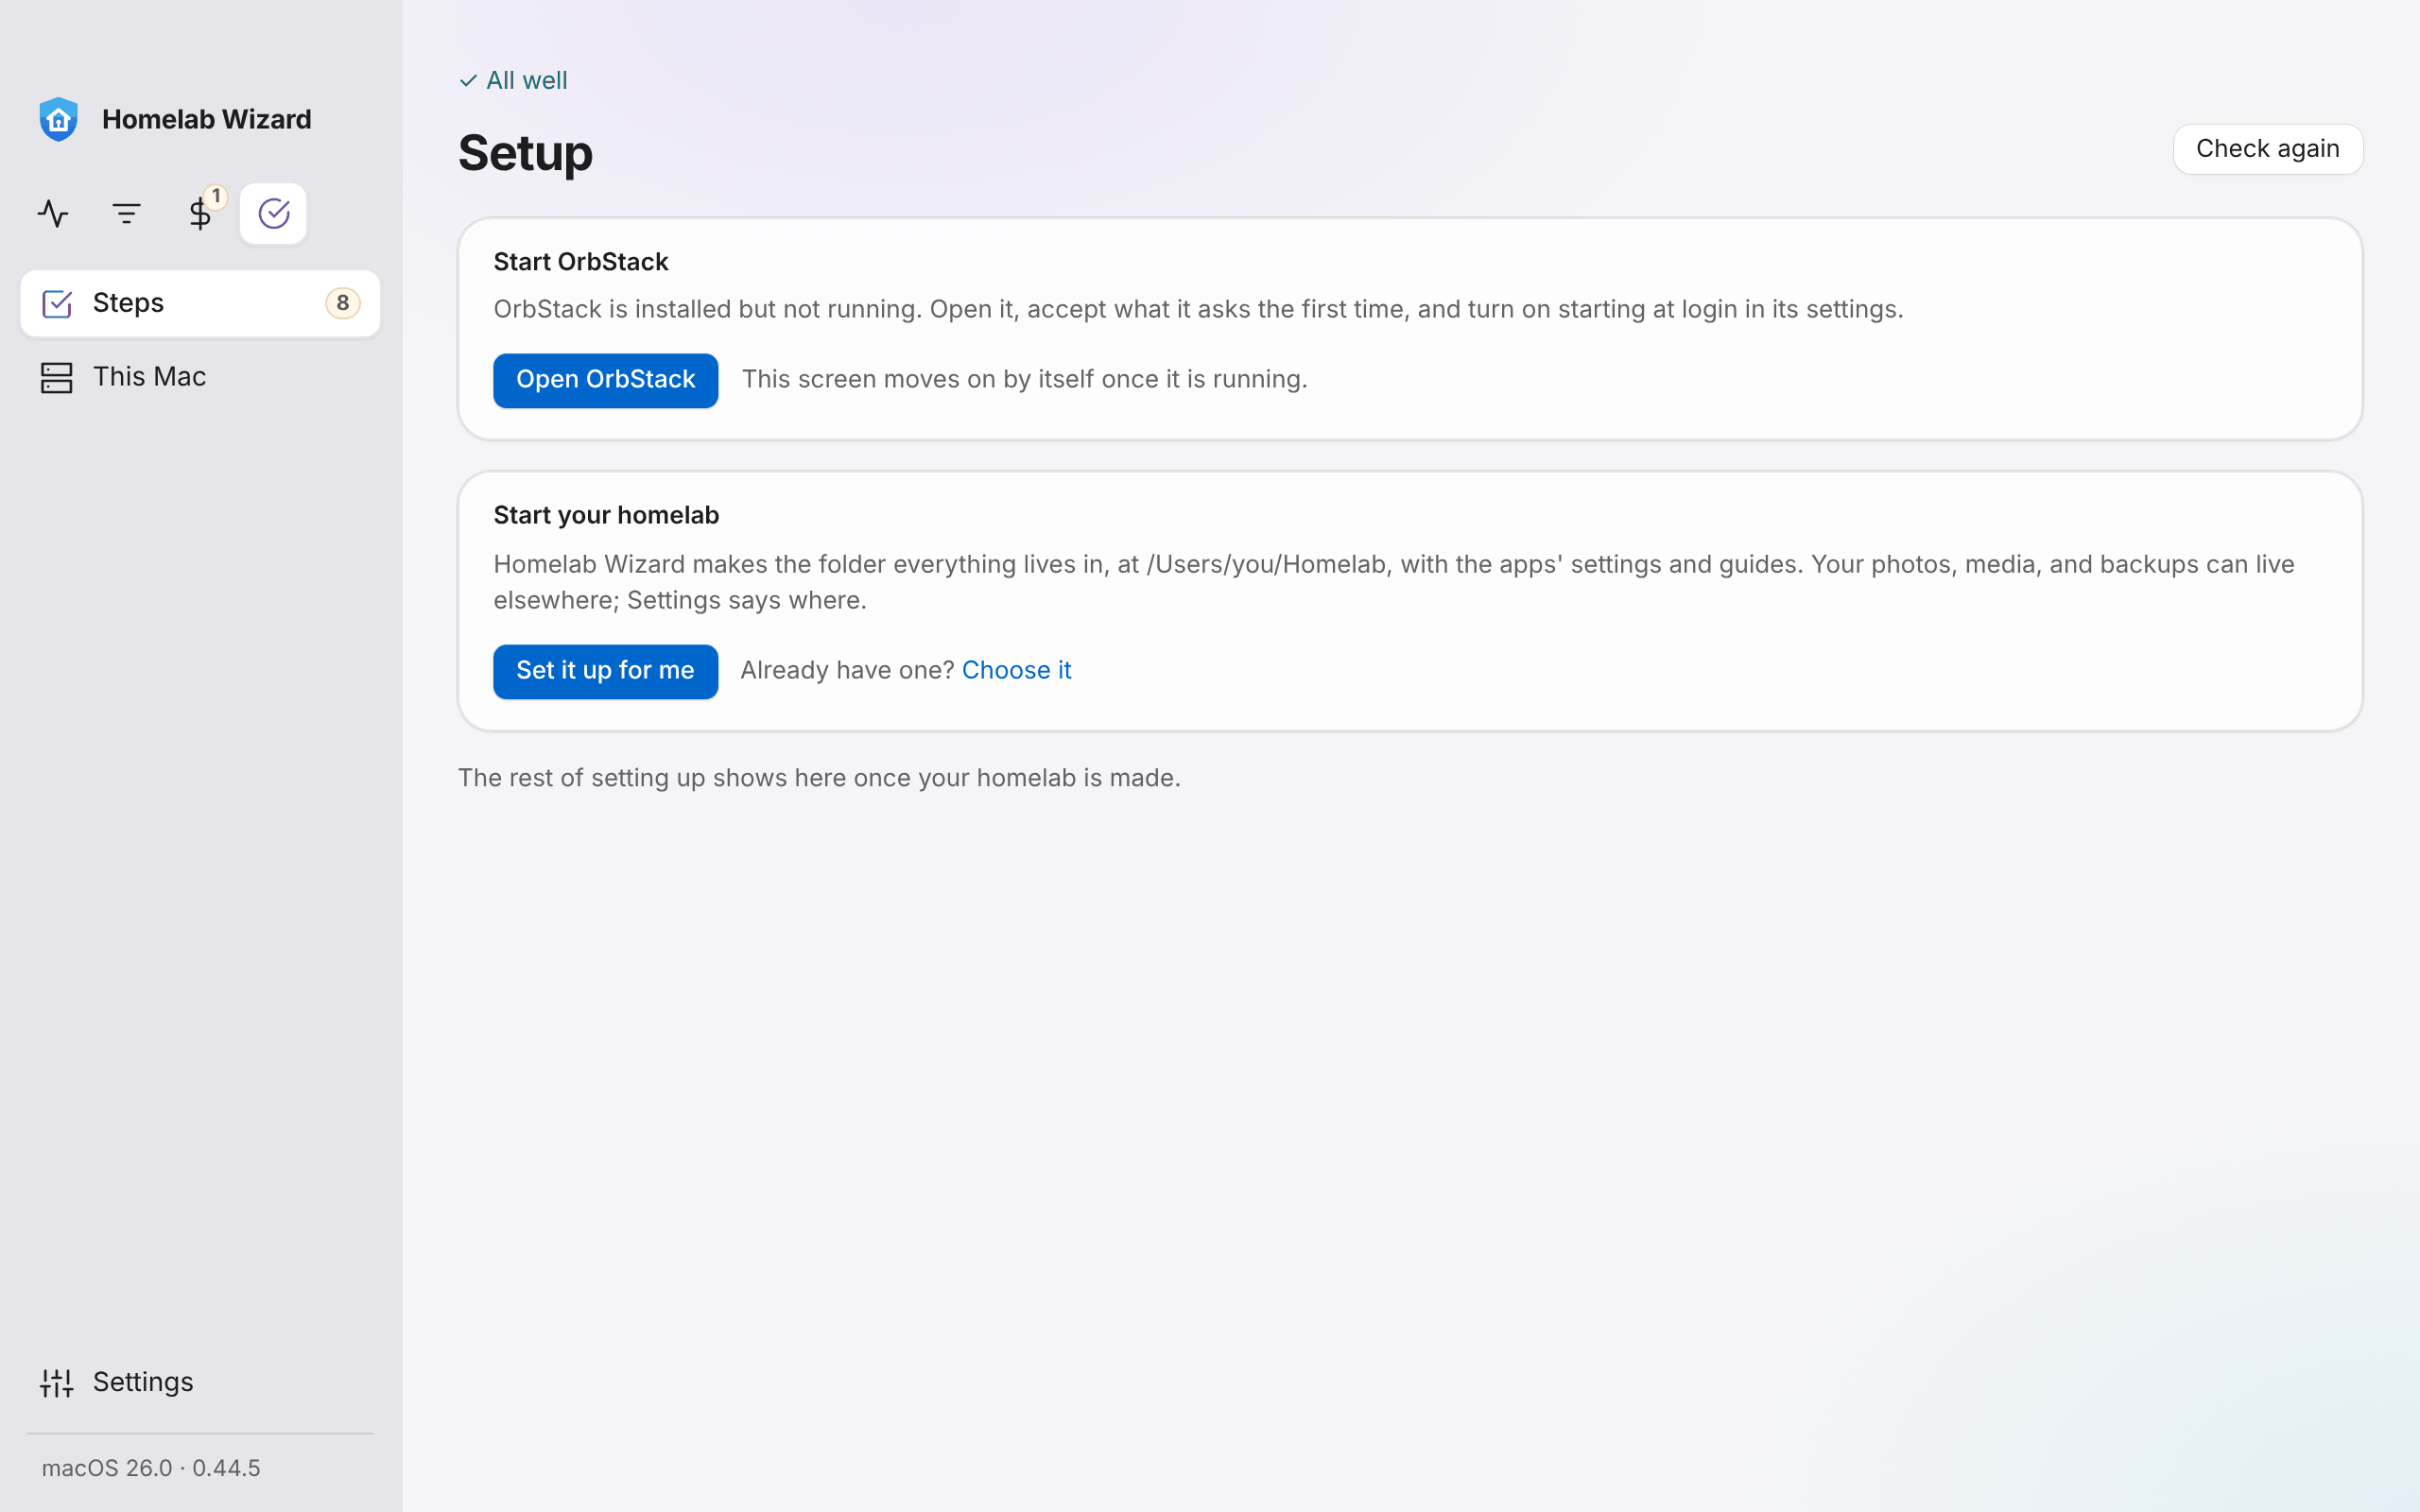 Homelab Wizard
1
Steps
8
This Mac
Settings
macOS 26.0 · 0.44.5
All well
Setup
Check again
Start OrbStack
OrbStack is installed but not running. Open it, accept what it asks the first time, and turn on starting at login in its settings.
Open OrbStack
This screen moves on by itself once it is running.
Start your homelab
Homelab Wizard makes the folder everything lives in, at /Users/you/Homelab, with the apps' settings and guides. Your photos, media, and backups can live
elsewhere; Settings says where.
Set it up for me
Already have one? Choose it
The rest of setting up shows here once your homelab is made.